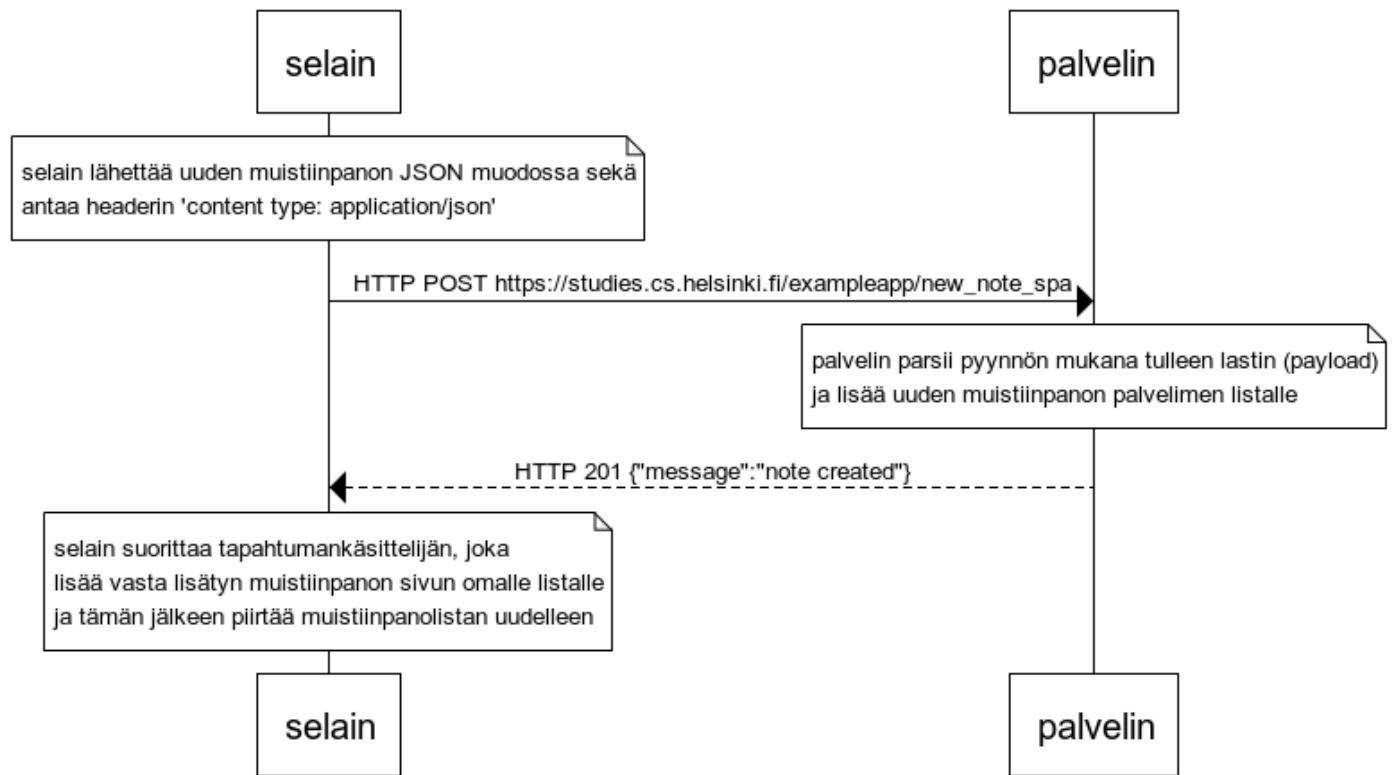 selain
palvelin
selain lähettää uuden muistiinpanon JSON muodossa sekä
antaa headerin 'content type: application/json'
HTTP POST https://studies.cs.helsinki.fi/exampleapp/new_note_spa
palvelin parsii pyynnön mukana tulleen lastin (payload)
ja lisää uuden muistiinpanon palvelimen listalle
HTTP 201 {"message":"note created"}
selain suorittaa tapahtumankäsittelijän, joka
lisää vasta lisätyn muistiinpanon sivun omalle listalle
ja tämän jälkeen piirtää muistiinpanolistan uudelleen
selain
palvelin